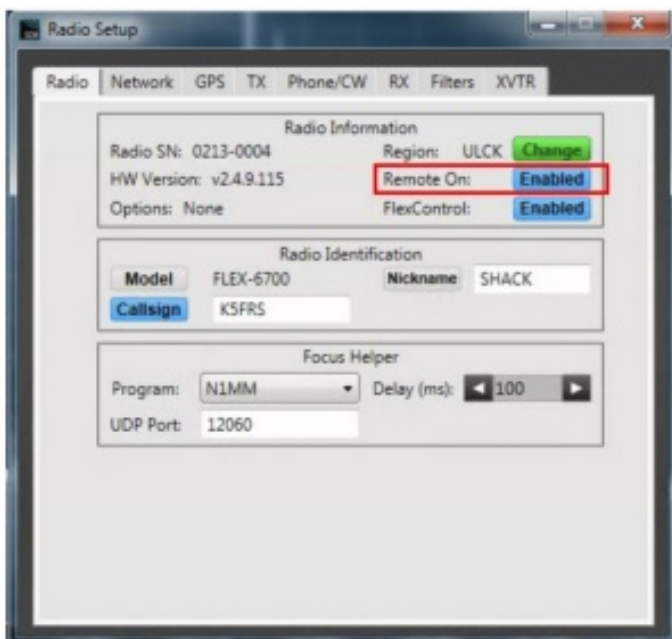 Radio Setup
Radio Network GPS TX Phone/CW RX Filters XVTR
Radio Information
Radio SN: 0213-0004 Region: ULCK Change
HW Version: v2.4.9.115 Remote On: Enabled
Options: None FlexControl: Enabled
Radio Identification
Model FLEX-6700 Nickname SHACK
Callsign K5FRS
Focus Helper
Program: N1MM Delay (ms): 100
UDP Port: 12060